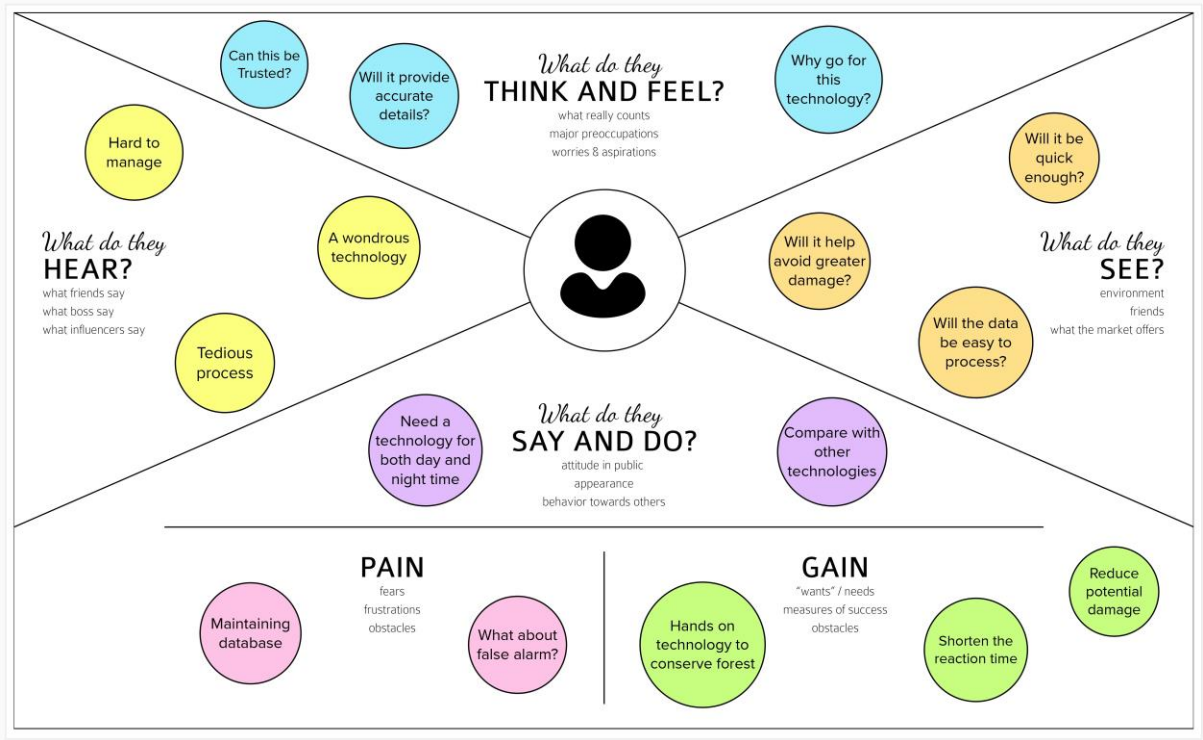 Can this be
Trusted?
Will it provide
accurate
details?
What do they
THINK AND FEEL?
what really counts
major preoccupations
worries & aspirations
Why go for
this
technology?
Hard to
manage
A wondrous
technology
What do they
HEAR?
what friends say
what boss say
what influencers say
Tedious
process
Will it be
quick
enough?
Will it help
avoid greater
damage?
What do they
SEE?
environment
friends
what the market offers
Will the data
be easy to
process?
Need a
technology for
both day and
night time
What do they
SAY AND DO?
attitude in public
appearance
behavior towards others
Compare with
other
technologies
PAIN
fears
frustrations
obstacles
Maintaining
database
What about
false alarm?
GAIN
"wants" / needs
measures of success
obstacles
Hands on
technology to
conserve forest
Shorten the
reaction time
Reduce
potential
damage